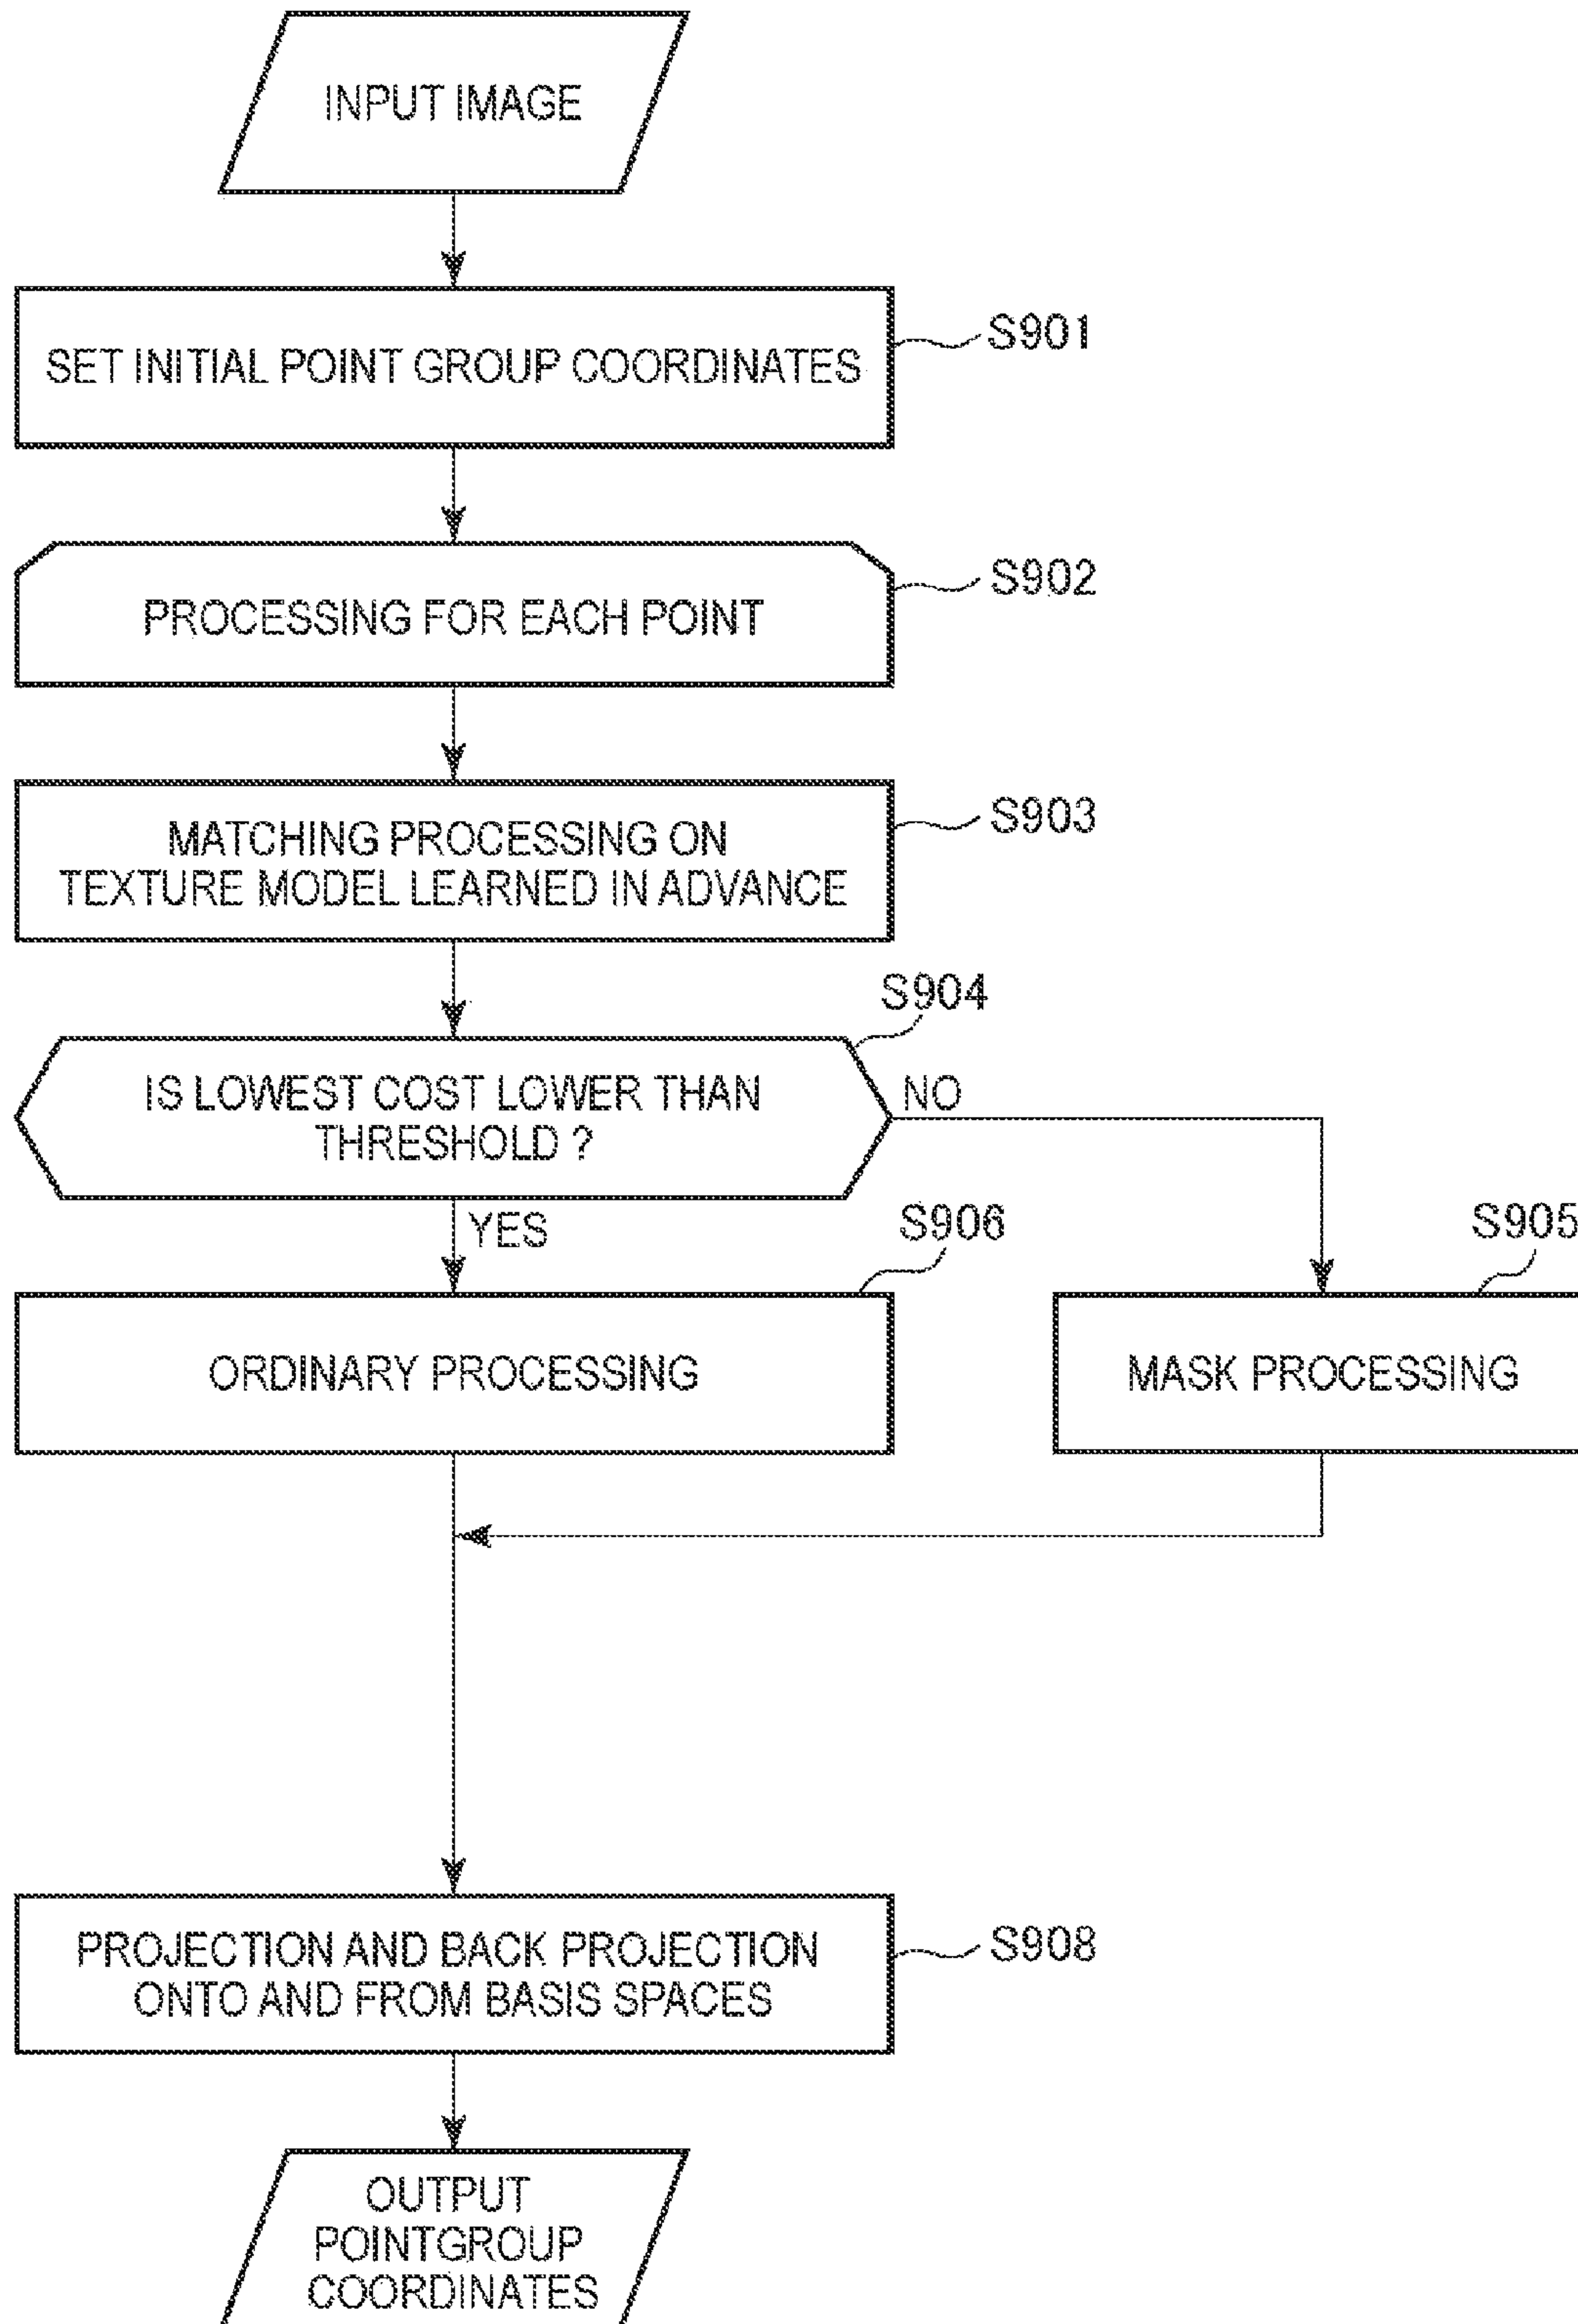 INPUT IMAGE
SET INITIAL POINT GROUP COORDINATES
S901
PROCESSING FOR EACH POINT
S902
MATCHING PROCESSING ON
TEXTURE MODEL LEARNED IN ADVANCE
S903
S904
IS LOWEST COST LOWER THAN
THRESHOLD ?
NO
YES
S906
S905
ORDINARY PROCESSING
MASK PROCESSING
PROJECTION AND BACK PROJECTION
ONTO AND FROM BASIS SPACES
S908
OUTPUT
POINTGROUP
COORDINATES